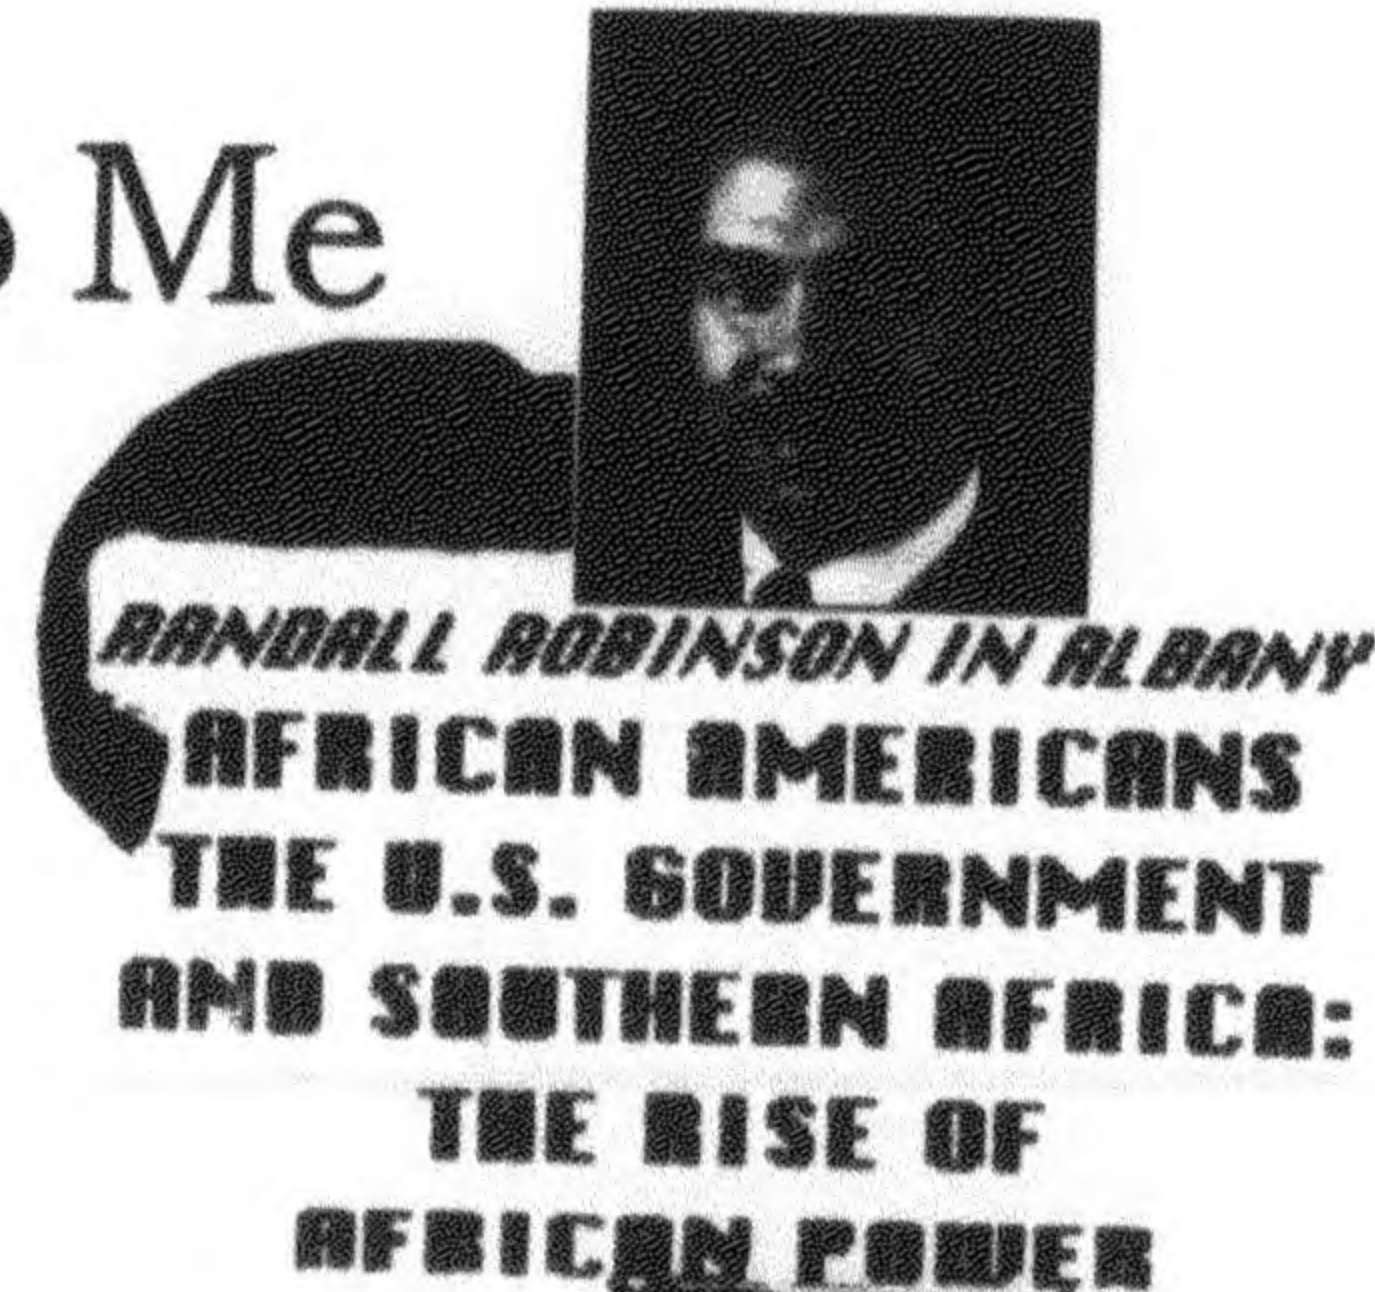 Me
RANDALL ROBINSON IN ALBANY
AFRICAN AMERICANS
THE U.S. GOVERNMENT
AND SOUTHERN AFRICA:
THE RISE OF
AFRICAN POWER